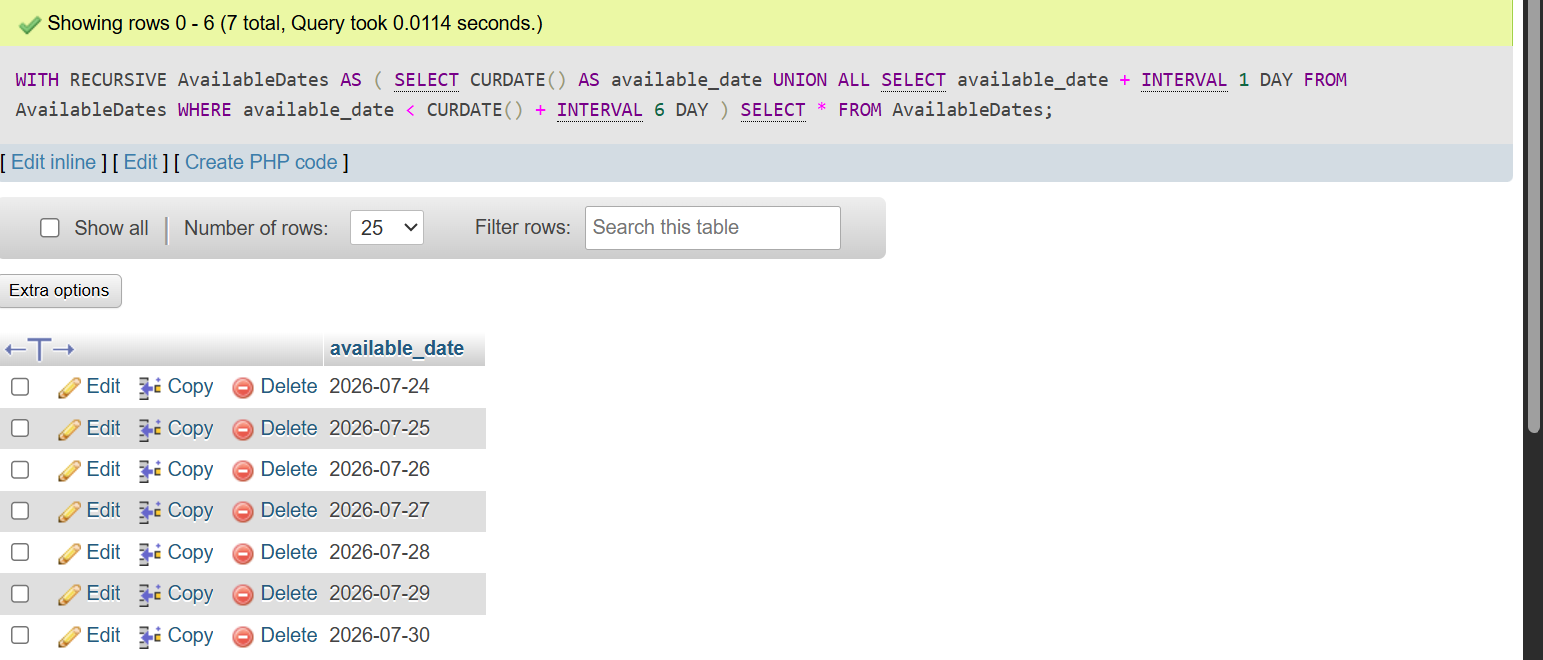 Showing rows 0 - 6 (7 total, Query took 0.0114 seconds.)
WITH RECURSIVE AvailableDates AS ( SELECT CURDATE() AS available_date UNION ALL SELECT available_date + INTERVAL 1 DAY FROM
AvailableDates WHERE available_date < CURDATE() + INTERVAL 6 DAY ) SELECT * FROM AvailableDates;
[ Edit inline ] [ Edit ] [ Create PHP code ]
Show all | Number of rows: 25 Filter rows: Search this table
Extra options
←T→ available_date
Edit Copy Delete 2026-07-24
Edit Copy Delete 2026-07-25
Edit Copy Delete 2026-07-26
Edit Copy Delete 2026-07-27
Edit Copy Delete 2026-07-28
Edit Copy Delete 2026-07-29
Edit Copy Delete 2026-07-30